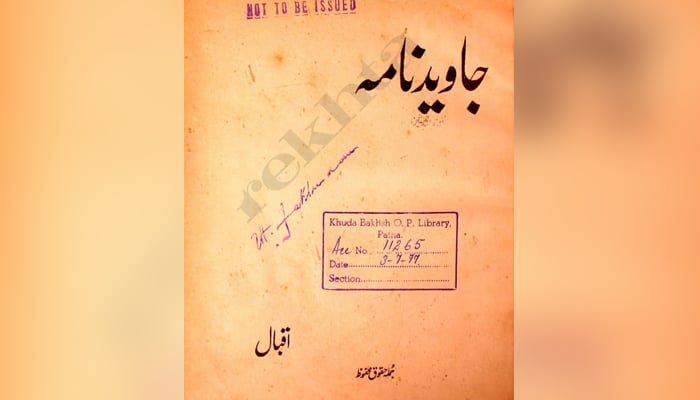 NOT TO BE ISSUED
جاوید نامہ
rekhta
Khuda Bakhsh O. P. Library,
Patna.
Acc No. 11265
Date 3-7-77
Section
اقبال
جملہ حقوق محفوظ